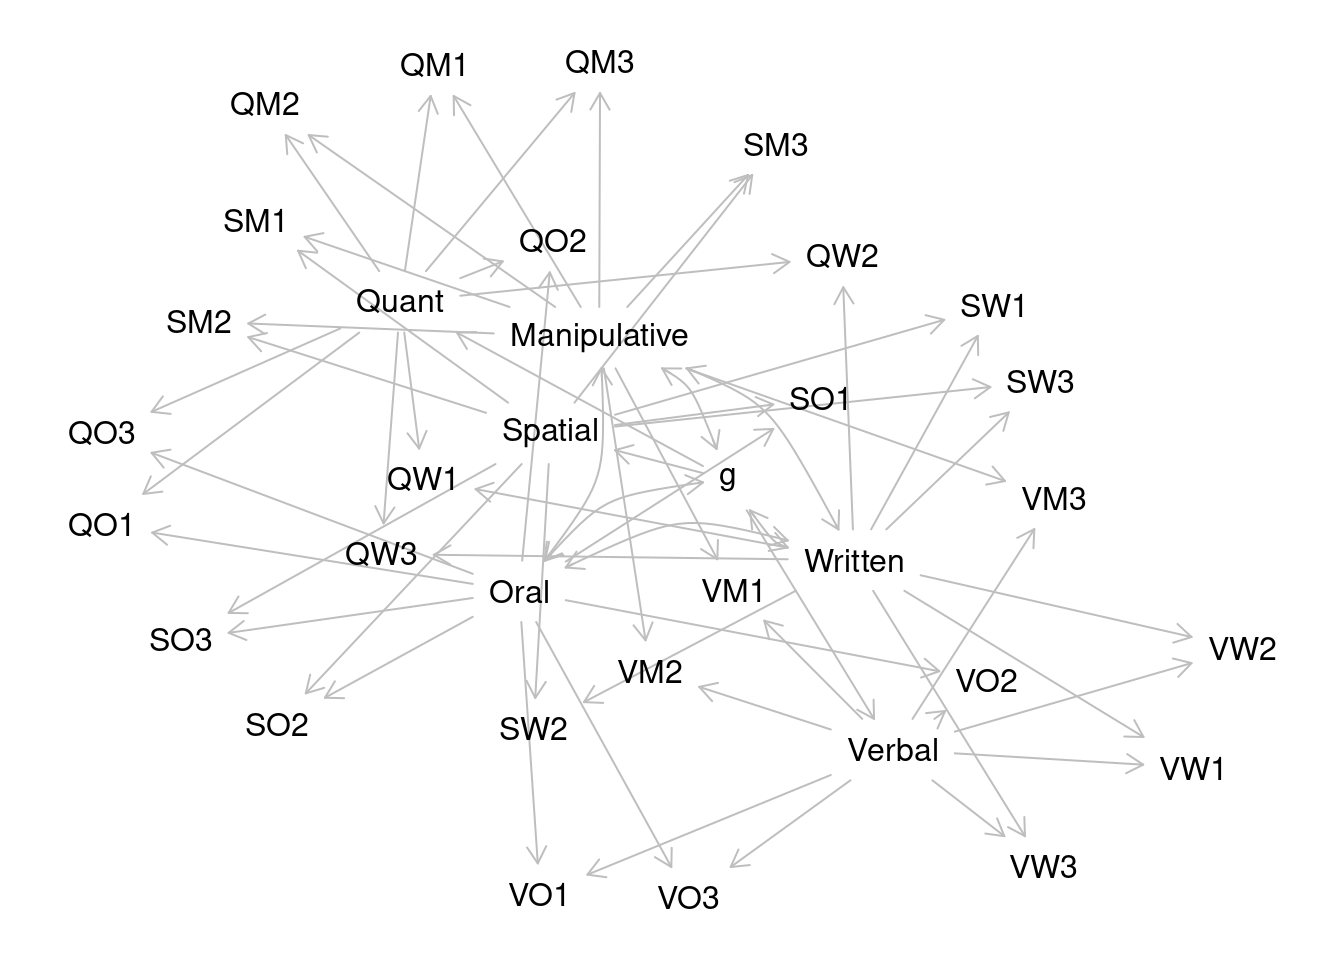 QM1
QM3
QM2
SM3
SM1
QO2
QW2
Quant
SW1
SM2
Manipulative
SW3
SO1
QO3
Spatial
QW1
g
VM3
QO1
QW3
Written
Oral
VM1
SO3
VW2
VM2
VO2
SO2
SW2
Verbal
VW1
VW3
VO1
VO3